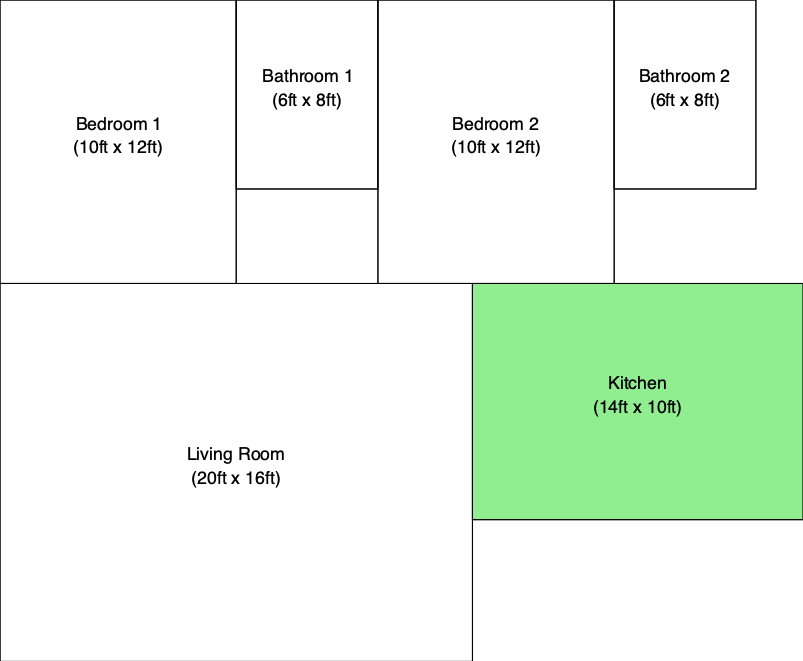 Bedroom 1
(10ft x 12ft)
Bathroom 1
(6ft x 8ft)
Bedroom 2
(10ft x 12ft)
Bathroom 2
(6ft x 8ft)
Living Room
(20ft x 16ft)
Kitchen
(14ft x 10ft)